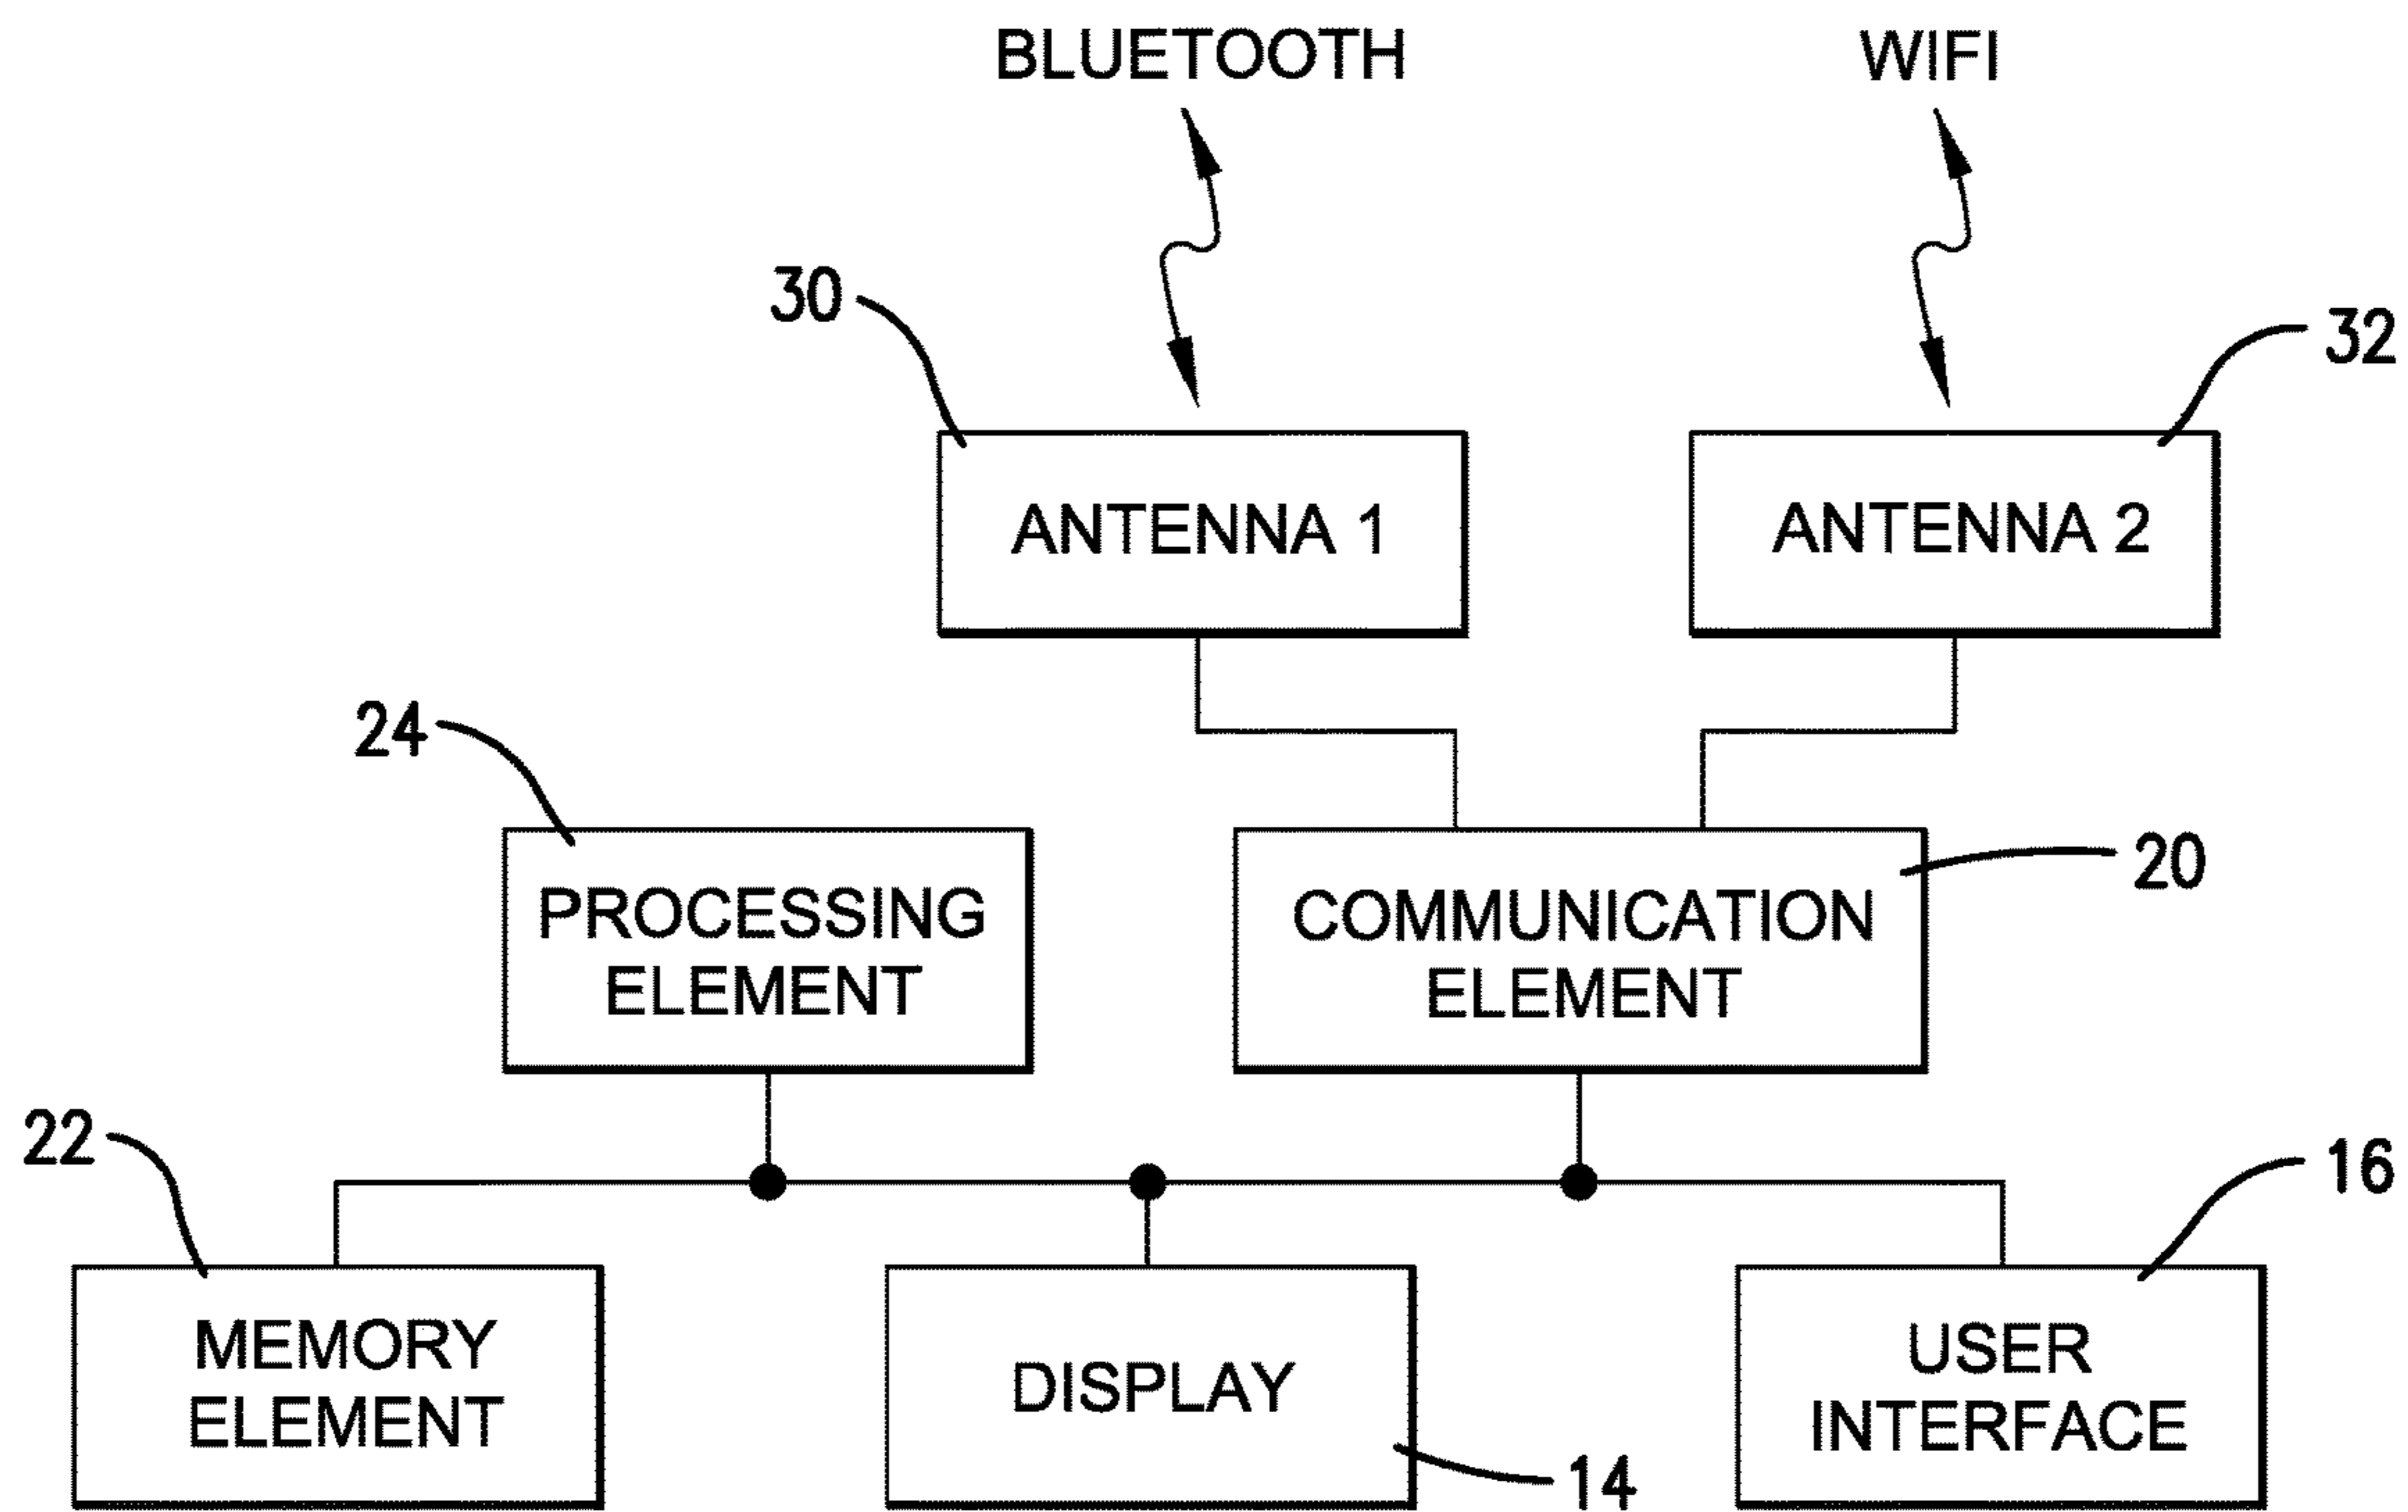 BLUETOOTH
WIFI
30
32
ANTENNA 1
ANTENNA 2
24
20
PROCESSING
ELEMENT
COMMUNICATION
ELEMENT
22
16
MEMORY
ELEMENT
DISPLAY
14
USER
INTERFACE